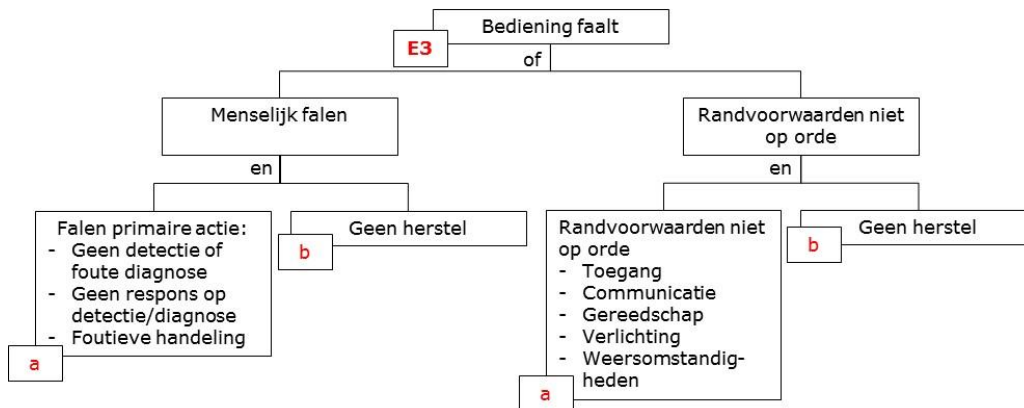 Bediening faalt
E3
of
Menselijk falen
Randvoorwaarden niet
op orde
en
en
Falen primaire actie:
- Geen detectie of
foute diagnose
- Geen respons op
detectie/diagnose
- Foutieve handeling
a
Geen herstel
b
Randvoorwaarden niet
op orde
- Toegang
- Communicatie
- Gereedschap
- Verlichting
- Weersomstandig-
heden
a
Geen herstel
b